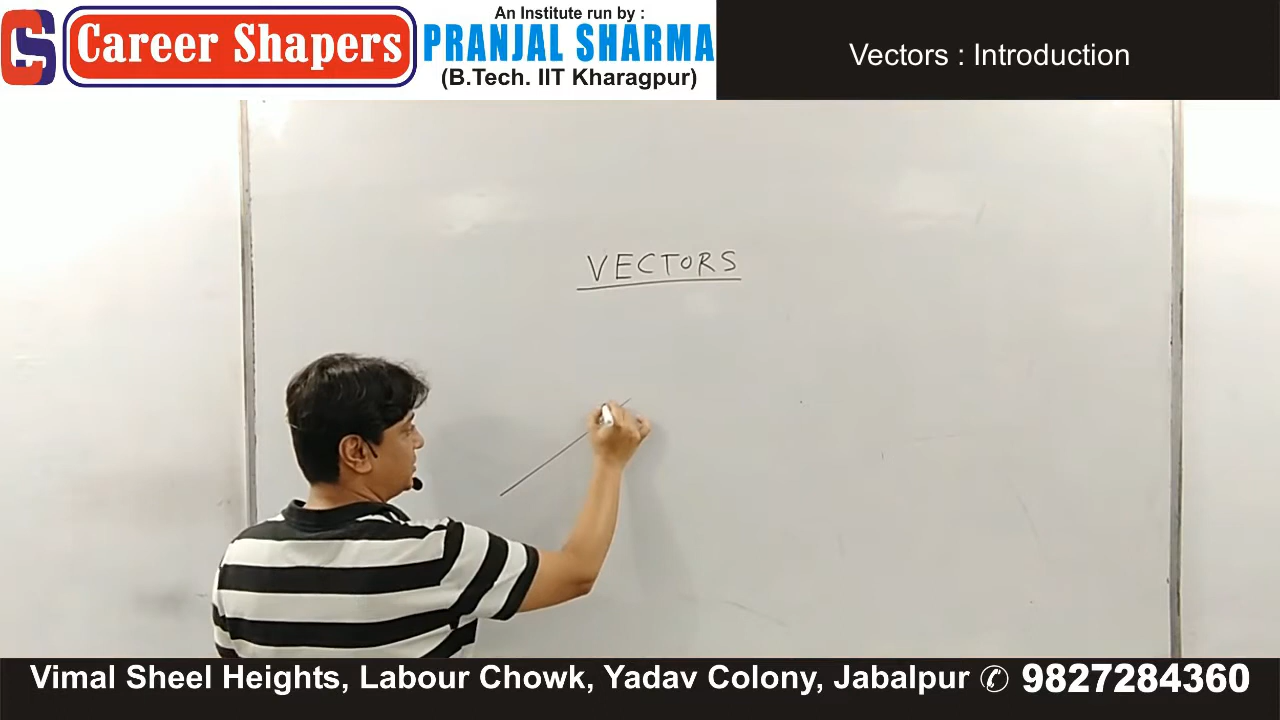 CS Career Shapers
An Institute run by :
PRANJAL SHARMA
(B.Tech. IIT Kharagpur)
Vectors : Introduction
VECTORS
Vimal Sheel Heights, Labour Chowk, Yadav Colony, Jabalpur ✆ 9827284360